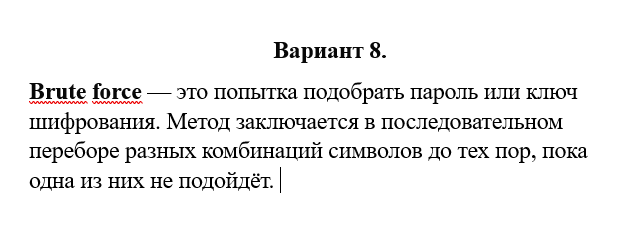 Вариант 8.
Brute force — это попытка подобрать пароль или ключ
шифрования. Метод заключается в последовательном
переборе разных комбинаций символов до тех пор, пока
одна из них не подойдёт.